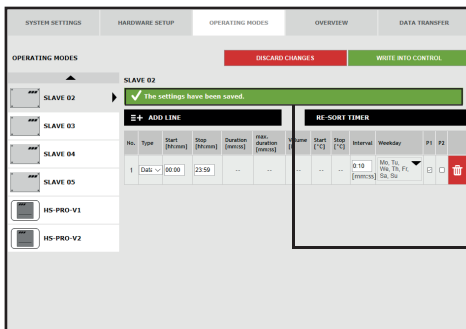 SYSTEM SETTINGS HARDWARE SETUP OPERATING MODES OVERVIEW DATA TRANSFER
OPERATING MODES
DISCARD CHANGES WRITE INTO CONTROL
SLAVE 02
SLAVE 03
SLAVE 04
SLAVE 05
HS-PRO-V1
HS-PRO-V2
SLAVE 02
The settings have been saved.
ADD LINE RE-SORT TIMER
No. Type Start [hh:mm] Stop [hh:mm] Duration [mm:ss] max. duration [mm:ss] Start [°C] Stop [°C] Interval Weekday P1 P2
1 Date 00:00 23:59 -- -- -- -- -- 0:10 [mm:ss] Mo, Tu, We, Th, Fr, Sa, Su